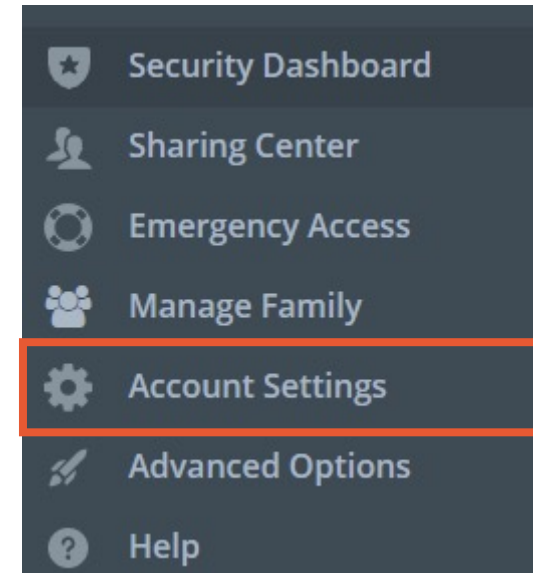 Security Dashboard
Sharing Center
Emergency Access
Manage Family
Account Settings
Advanced Options
Help